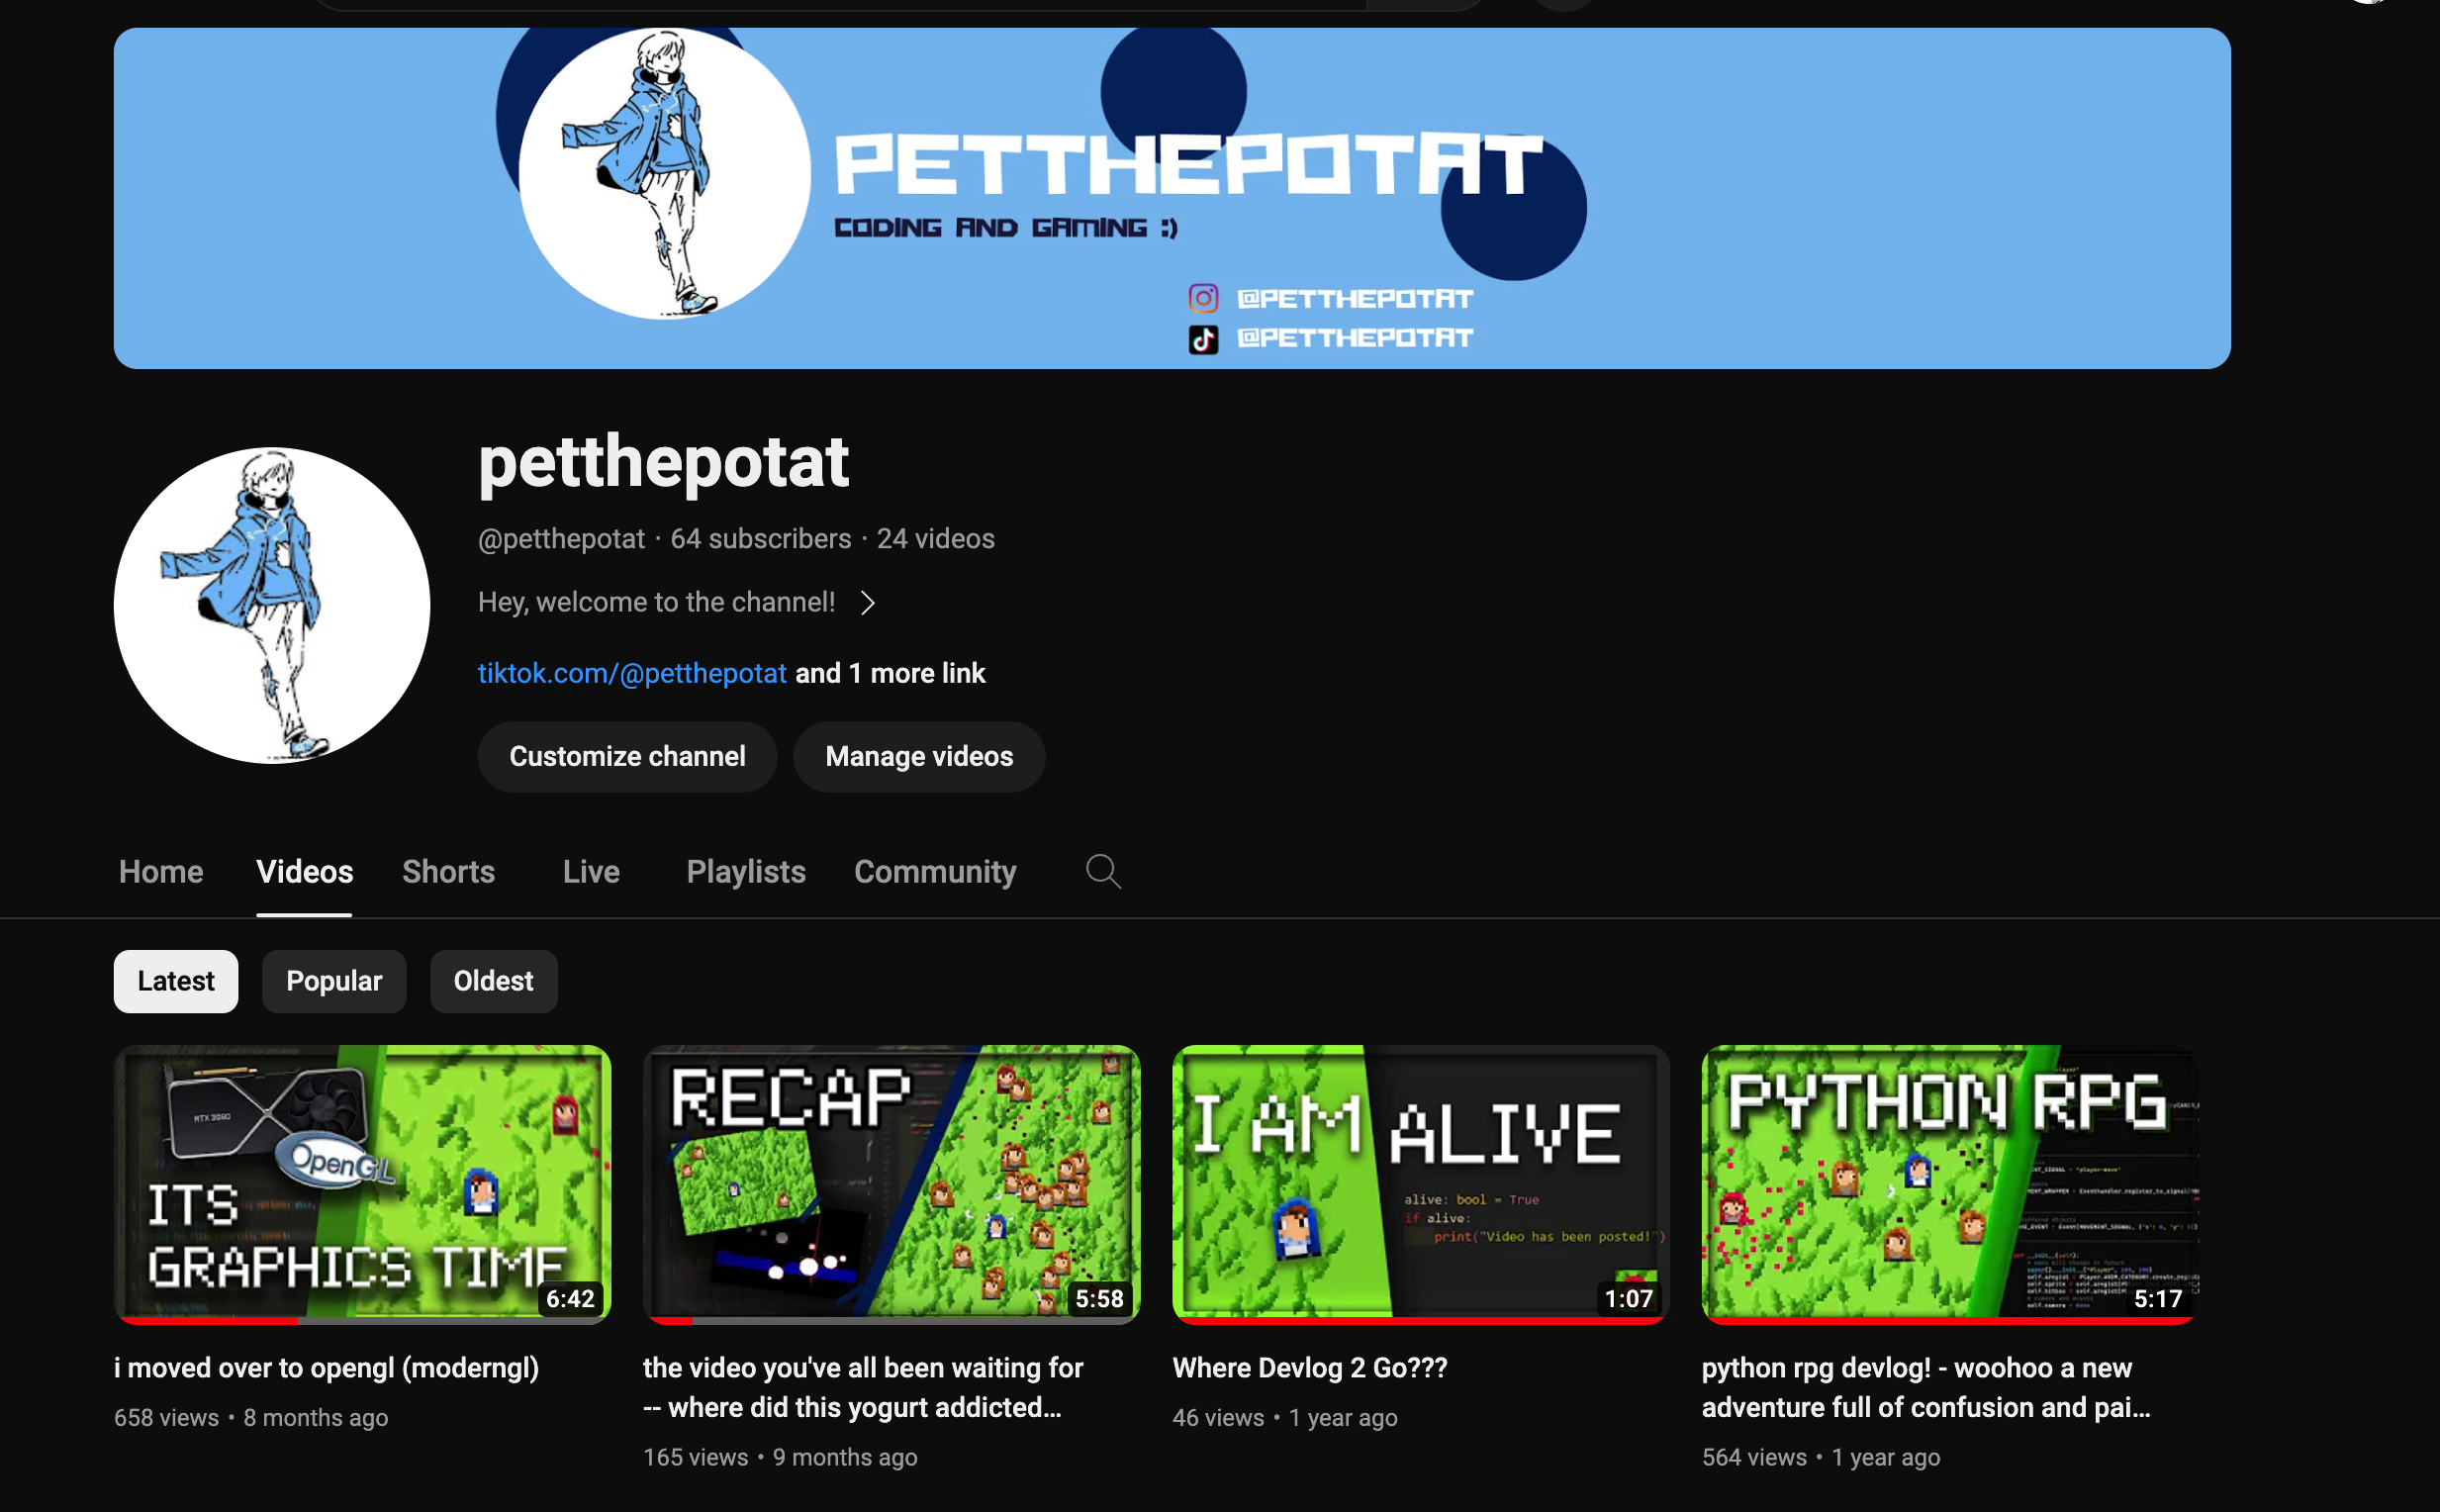 PETTHEPOTAT
CODING AND GAMING :)
@PETTHEPOTAT
@PETTHEPOTAT
petthepotat
@petthepotat · 64 subscribers · 24 videos
Hey, welcome to the channel!
tiktok.com/@petthepotat and 1 more link
Customize channel Manage videos
Home Videos Shorts Live Playlists Community
Latest Popular Oldest
RTX 3080
OpenGL
ITS
GRAPHICS TIME
6:42
RECAP
5:58
I AM ALIVE
alive: bool = True
if alive:
print("Video has been posted!")
1:07
PYTHON RPG
5:17
i moved over to opengl (moderngl)
658 views • 8 months ago
the video you've all been waiting for
-- where did this yogurt addicted...
165 views • 9 months ago
Where Devlog 2 Go???
46 views • 1 year ago
python rpg devlog! - woohoo a new
adventure full of confusion and pai...
564 views • 1 year ago